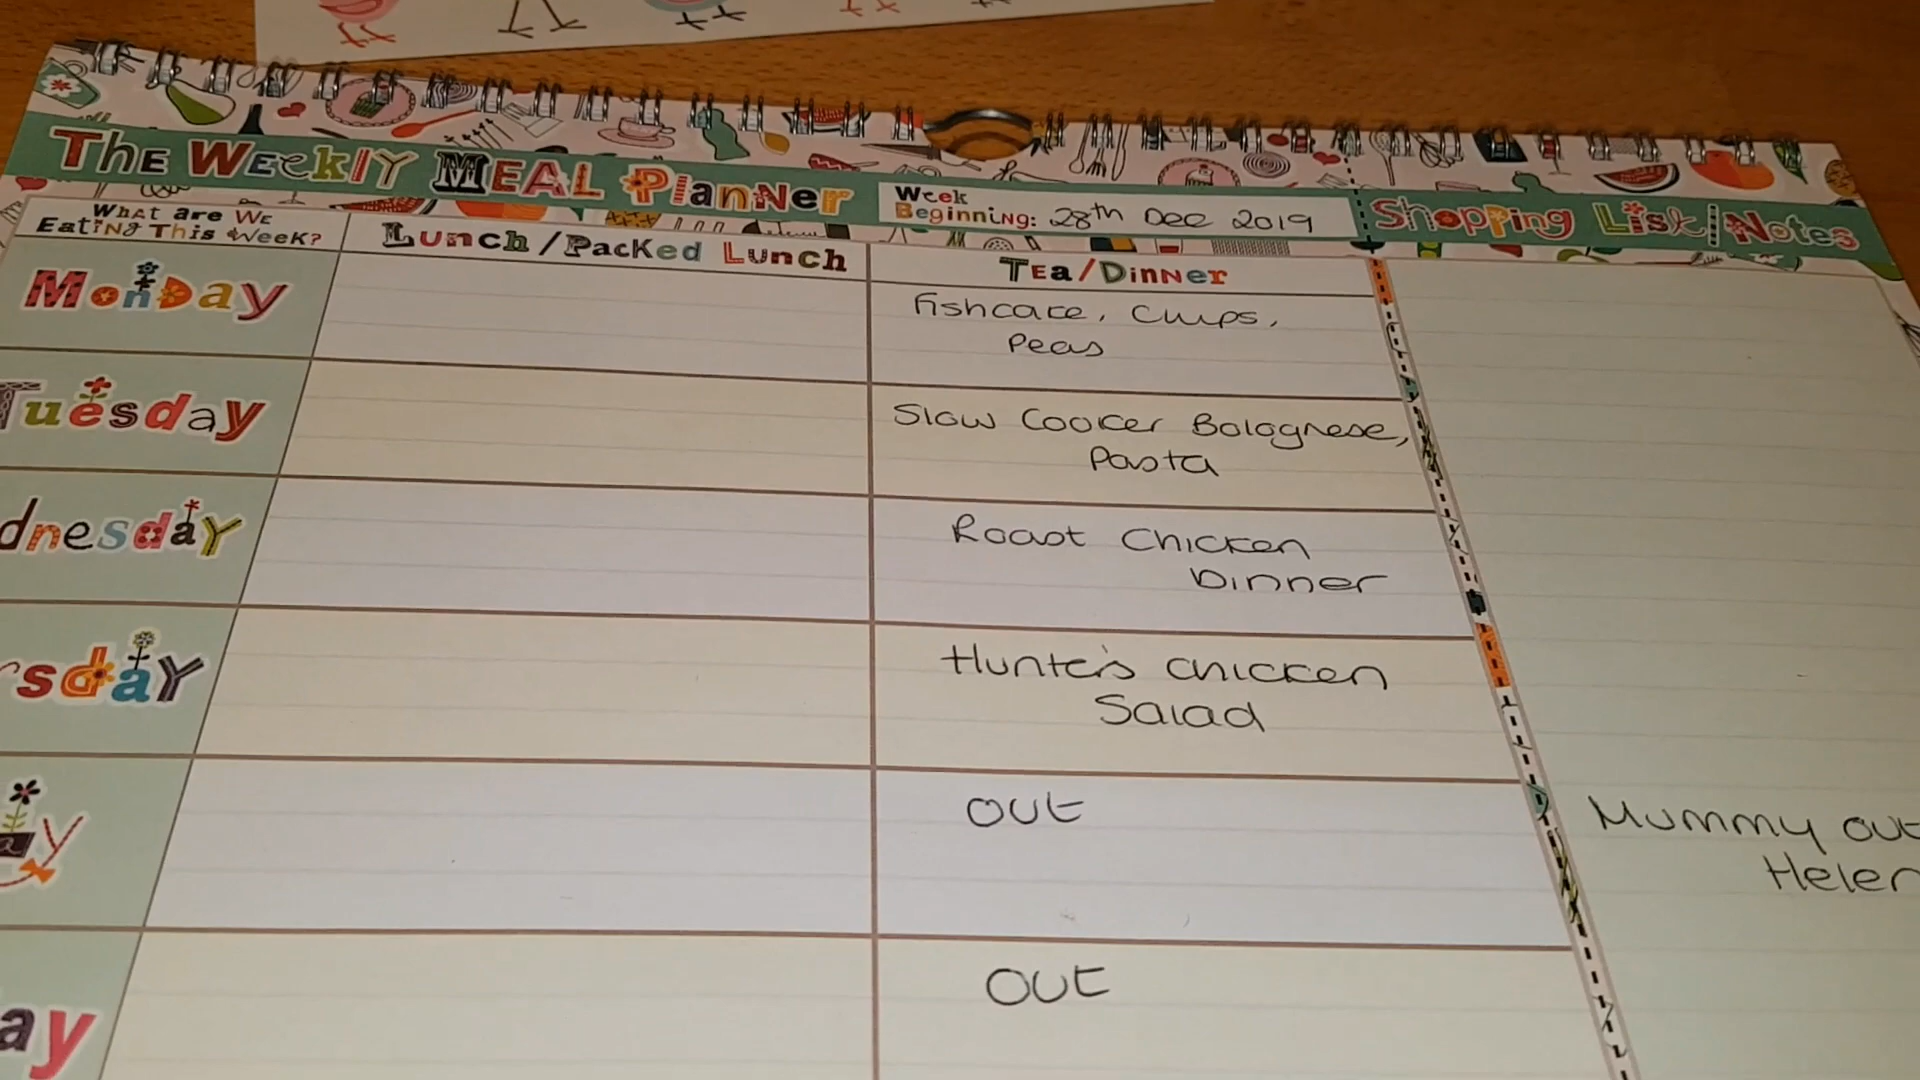 The Weekly Meal Planner
Week
Beginning: 28th Dec 2019
Shopping List/Notes
What are We
Eating This Week?
Lunch/Packed Lunch
Tea/Dinner
Monday
Fishcake, Chips,
Peas
Tuesday
Slow Cooker Bolognese,
Pasta
dnesday
Roast Chicken
Dinner
rsday
Hunter's Chicken
Salad
ay
Out
Mummy out
Helen
ay
Out